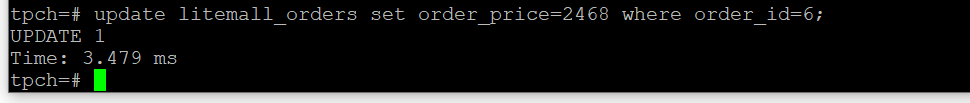 tpch=# update litemall_orders set order_price=2468 where order_id=6;
UPDATE 1
Time: 3.479 ms
tpch=#